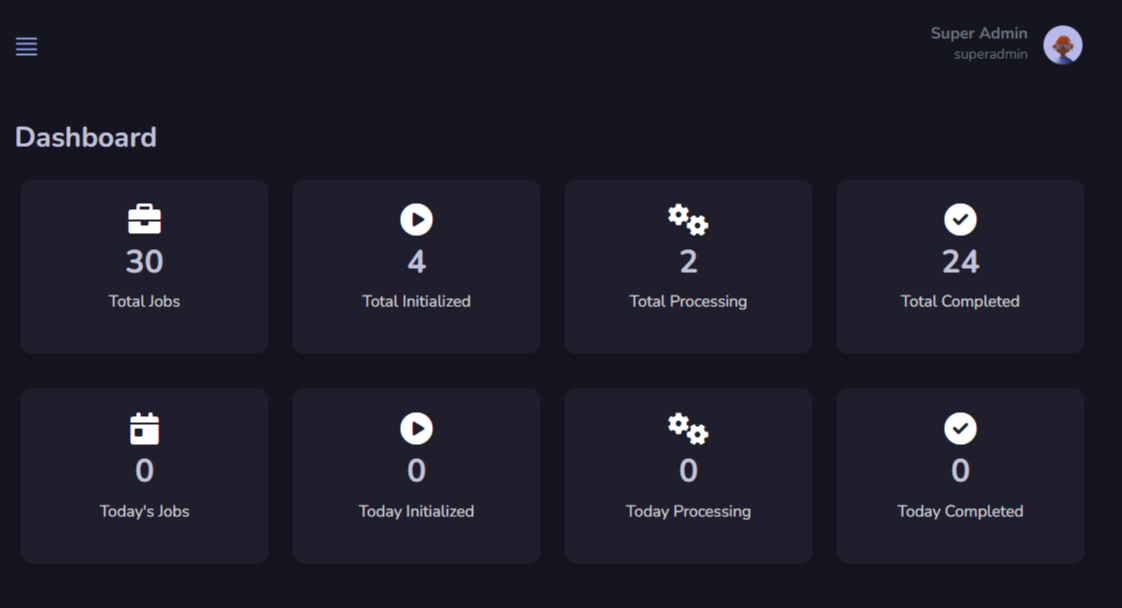 Super Admin
superadmin
Dashboard
30
Total Jobs
4
Total Initialized
2
Total Processing
24
Total Completed
0
Today's Jobs
0
Today Initialized
0
Today Processing
0
Today Completed